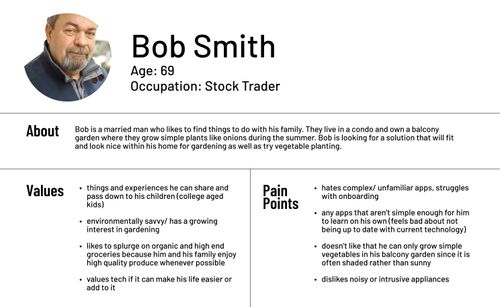 Bob Smith
Age: 69
Occupation: Stock Trader
About
Bob is a married man who likes to find things to do with his family. They live in a condo and own a balcony
garden where they grow simple plants like onions during the summer. Bob is looking for a solution that will fit
and look nice within his home for gardening as well as try vegetable planting.
Values
• things and experiences he can share and
pass down to his children (college aged
kids)
• environmentally savvy/ has a growing
interest in gardening
• likes to splurge on organic and high end
groceries because him and his family enjoy
high quality produce whenever possible
• values tech if it can make his life easier or
add to it
Pain
Points
• hates complex/ unfamiliar apps, struggles
with onboarding
• any apps that aren't simple enough for him
to learn on his own (feels bad about not
being up to date with current technology)
• doesn't like that he can only grow simple
vegetables in his balcony garden since it is
often shaded rather than sunny
• dislikes noisy or intrusive appliances